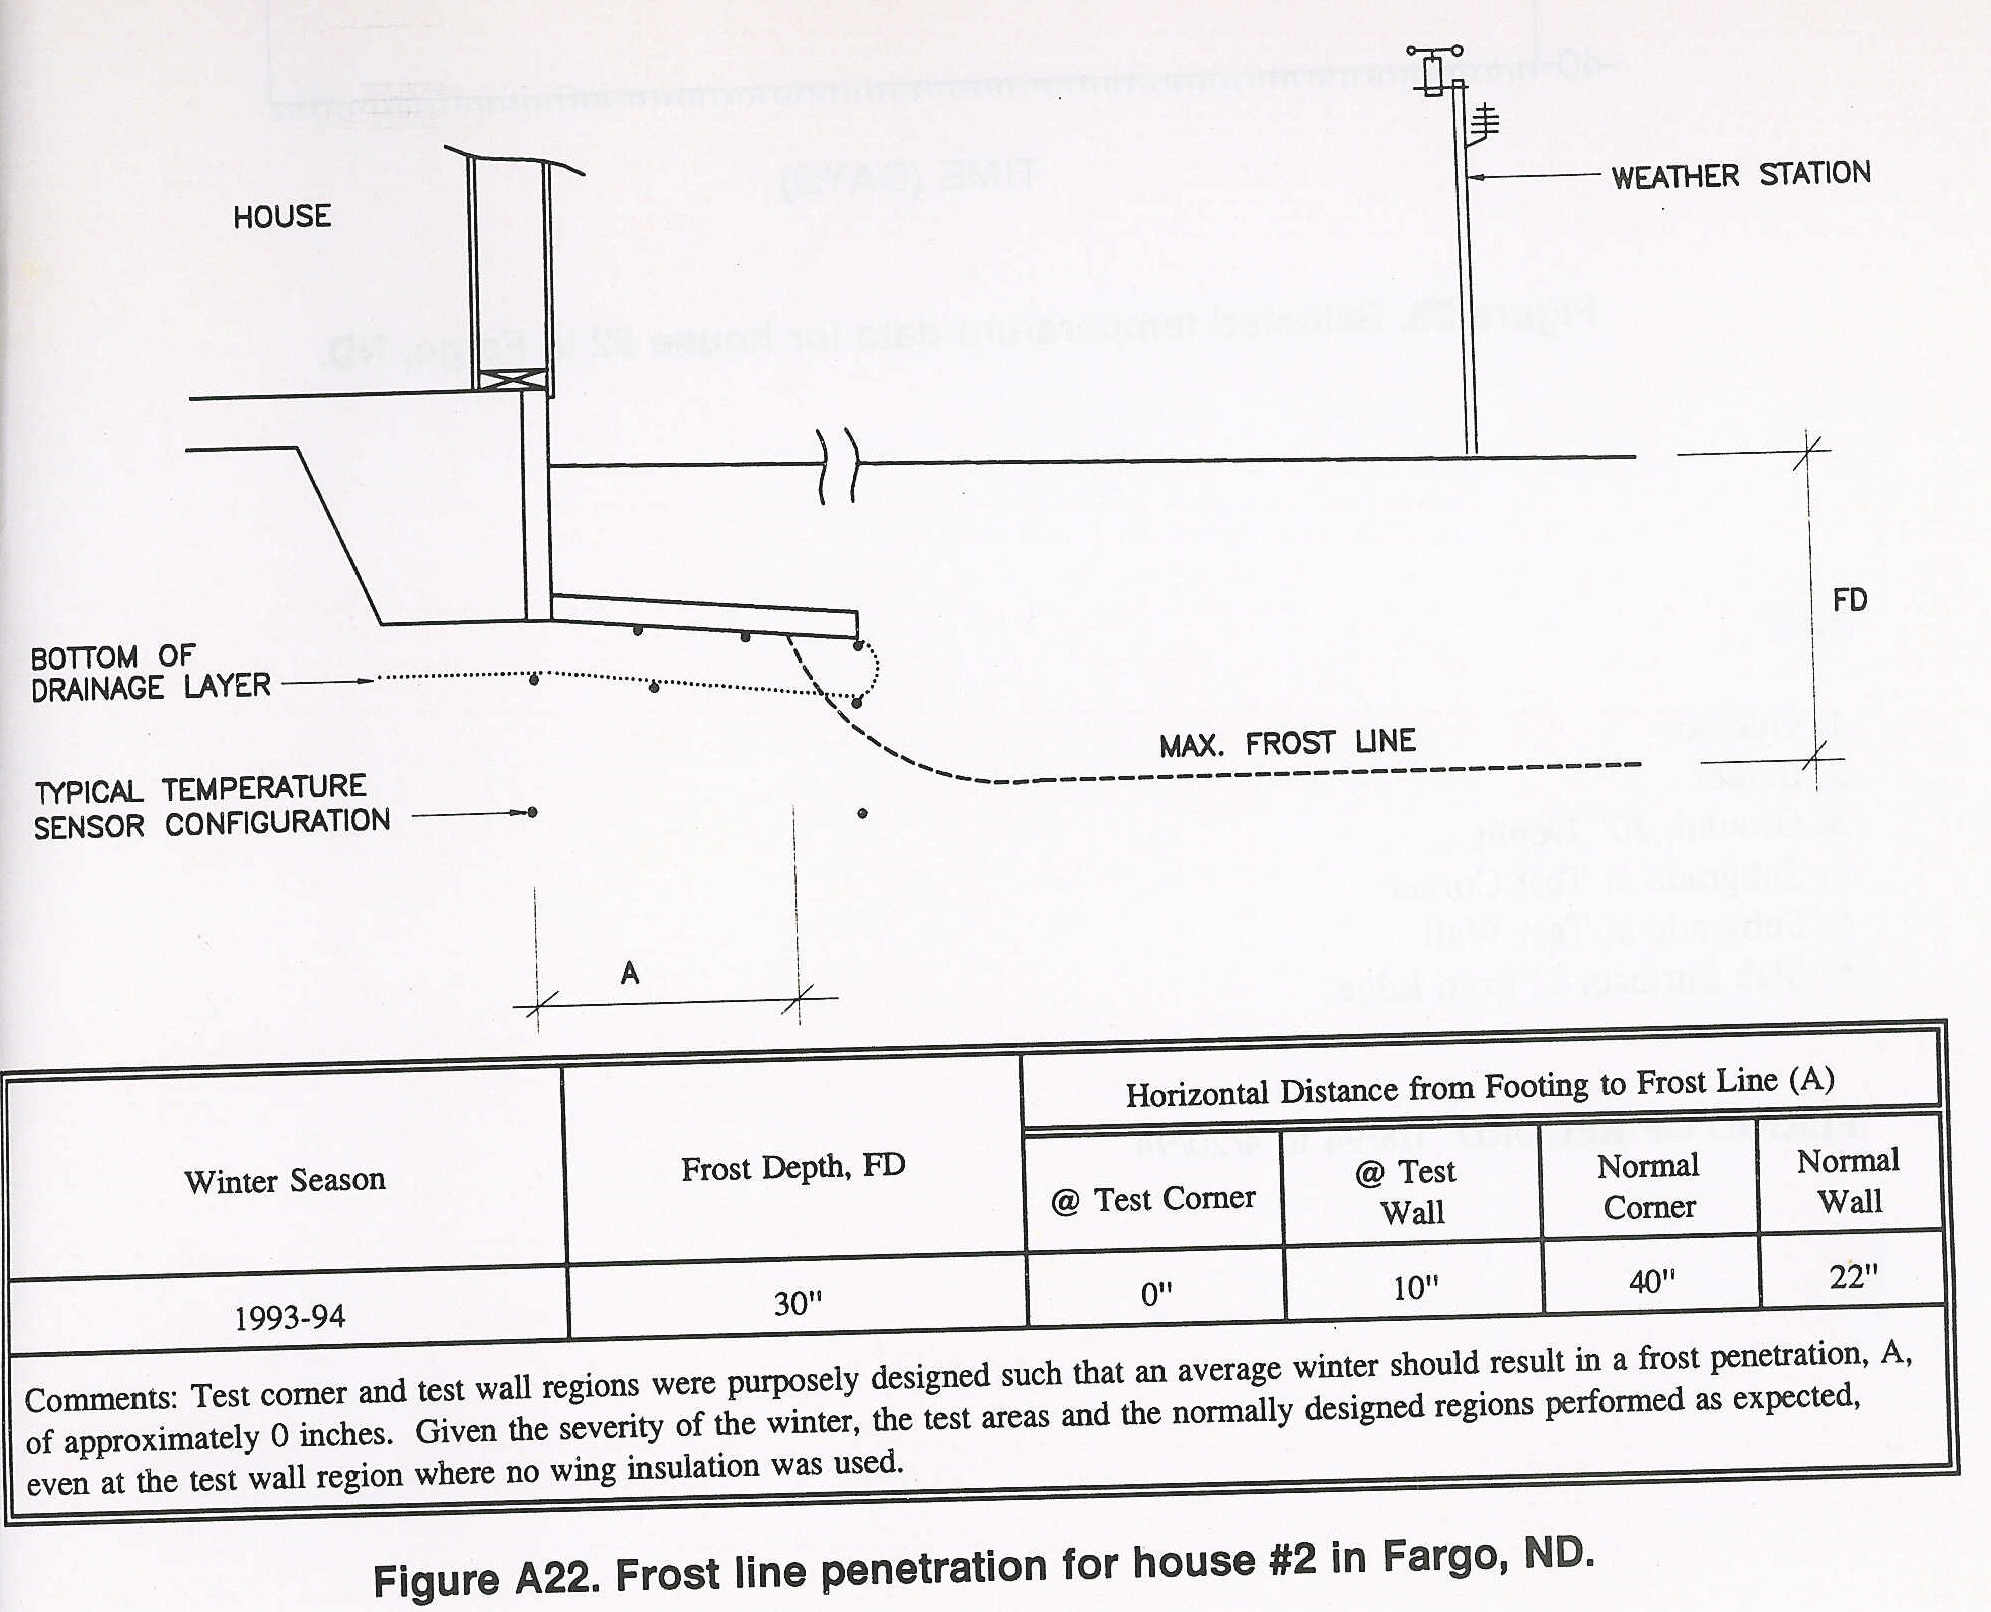 WEATHER STATION
HOUSE
FD
BOTTOM OF
DRAINAGE LAYER
MAX. FROST LINE
TYPICAL TEMPERATURE
SENSOR CONFIGURATION
A
Winter Season
Frost Depth, FD
Horizontal Distance from Footing to Frost Line (A)
@ Test Corner
@ Test
Wall
Normal
Corner
Normal
Wall
1993-94
30"
0"
10"
40"
22"
Comments: Test corner and test wall regions were purposely designed such that an average winter should result in a frost penetration, A,
of approximately 0 inches. Given the severity of the winter, the test areas and the normally designed regions performed as expected,
even at the test wall region where no wing insulation was used.
Figure A22. Frost line penetration for house #2 in Fargo, ND.